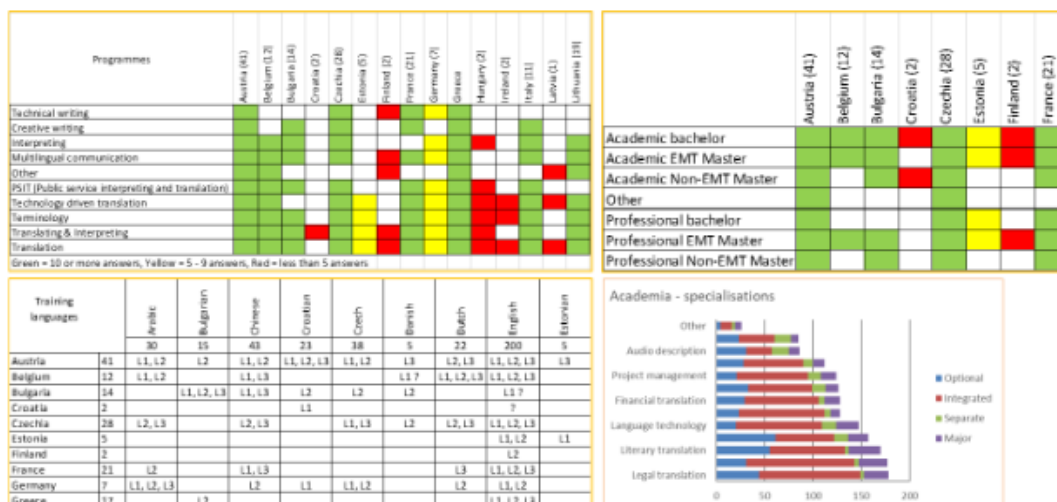 Programmes
Austria (41)
Belgium (12)
Bulgaria (14)
Croatia (2)
Czechia (28)
Estonia (5)
Finland (2)
France (21)
Germany (7)
Greece
Hungary (2)
Ireland (2)
Italy (11)
Latvia (1)
Lithuania (19)
Technical writing
Creative writing
Interpreting
Multilingual communication
Other
PSIT (Public service interpreting and translation)
Technology driven translation
Terminology
Translating & Interpreting
Translation
Green = 10 or more answers, Yellow = 5 - 9 answers, Red = less than 5 answers
Austria (41)
Belgium (12)
Bulgaria (14)
Croatia (2)
Czechia (28)
Estonia (5)
Finland (2)
France (21)
Academic bachelor
Academic EMT Master
Academic Non-EMT Master
Other
Professional bachelor
Professional EMT Master
Professional Non-EMT Master
Training languages
Arabic
Bulgarian
Chinese
Croatian
Czech
Danish
Dutch
English
Estonian
30 15 43 23 38 5 22 200 5
Austria 41 L1, L2 L2 L1, L2 L1, L2, L3 L1, L2 L3 L2, L3 L1, L2, L3 L3
Belgium 12 L1, L2 L1, L3 L1 ? L1, L2, L3 L1, L2, L3
Bulgaria 14 L1, L2, L3 L1, L3 L2 L2 L2 L1 ?
Croatia 2 L1 ?
Czechia 28 L2, L3 L2, L3 L1, L3 L2 L2, L3 L1, L2, L3
Estonia 5 L1, L2 L1
Finland 2 L2
France 21 L2 L1, L3 L3 L1, L2, L3
Germany 7 L1, L2, L3 L2 L1 L1, L2 L2 L1, L2
Greece 17 L2 L1, L2, L3
Academia - specialisations
Other
Audio description
Project management
Financial translation
Language technology
Literary translation
Legal translation
0 50 100 150 200
Optional
Integrated
Separate
Major